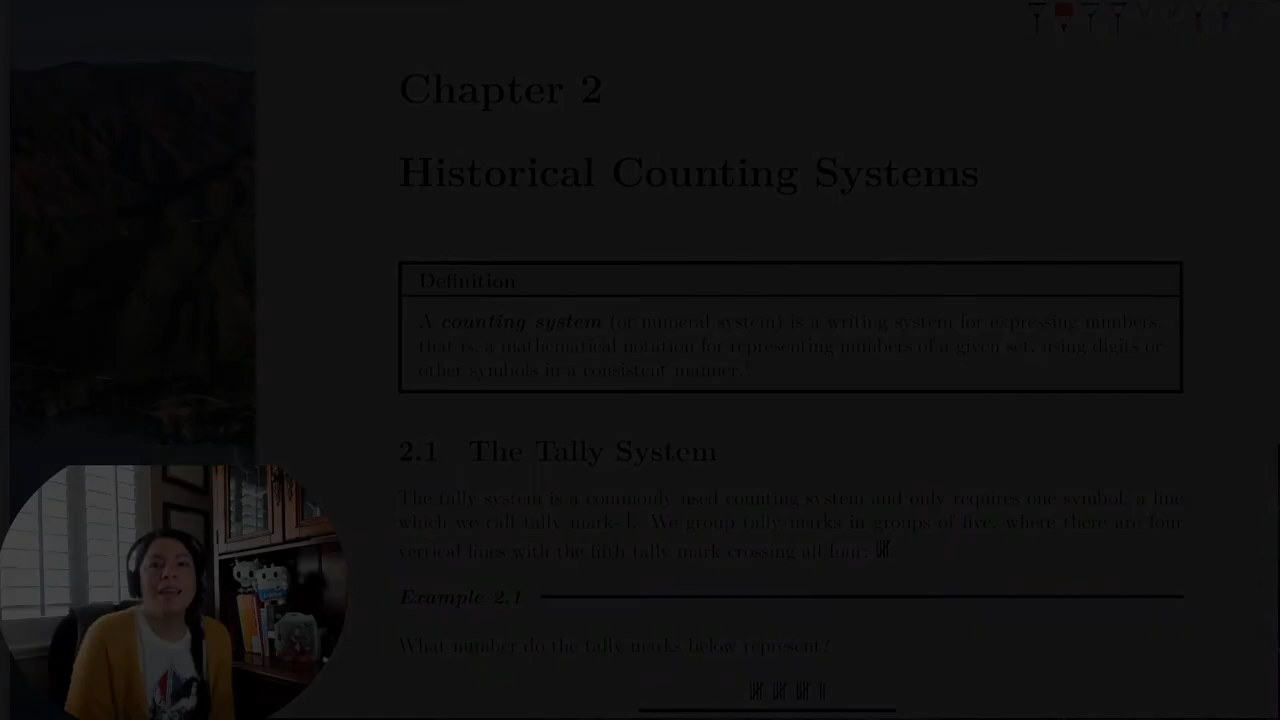 Chapter 2
Historical Counting Systems
Definition
A counting system (or numeral system) is a writing system for expressing numbers,
that is, a mathematical notation for representing numbers of a given set, using digits or
other symbols in a consistent manner.¹
2.1 The Tally System
The tally system is a commonly used counting system and only requires one symbol, a line
which we call tally mark- |. We group tally marks in groups of five, where there are four
vertical lines with the fifth tally mark crossing all four:
Example 2.1
What number do the tally marks below represent?